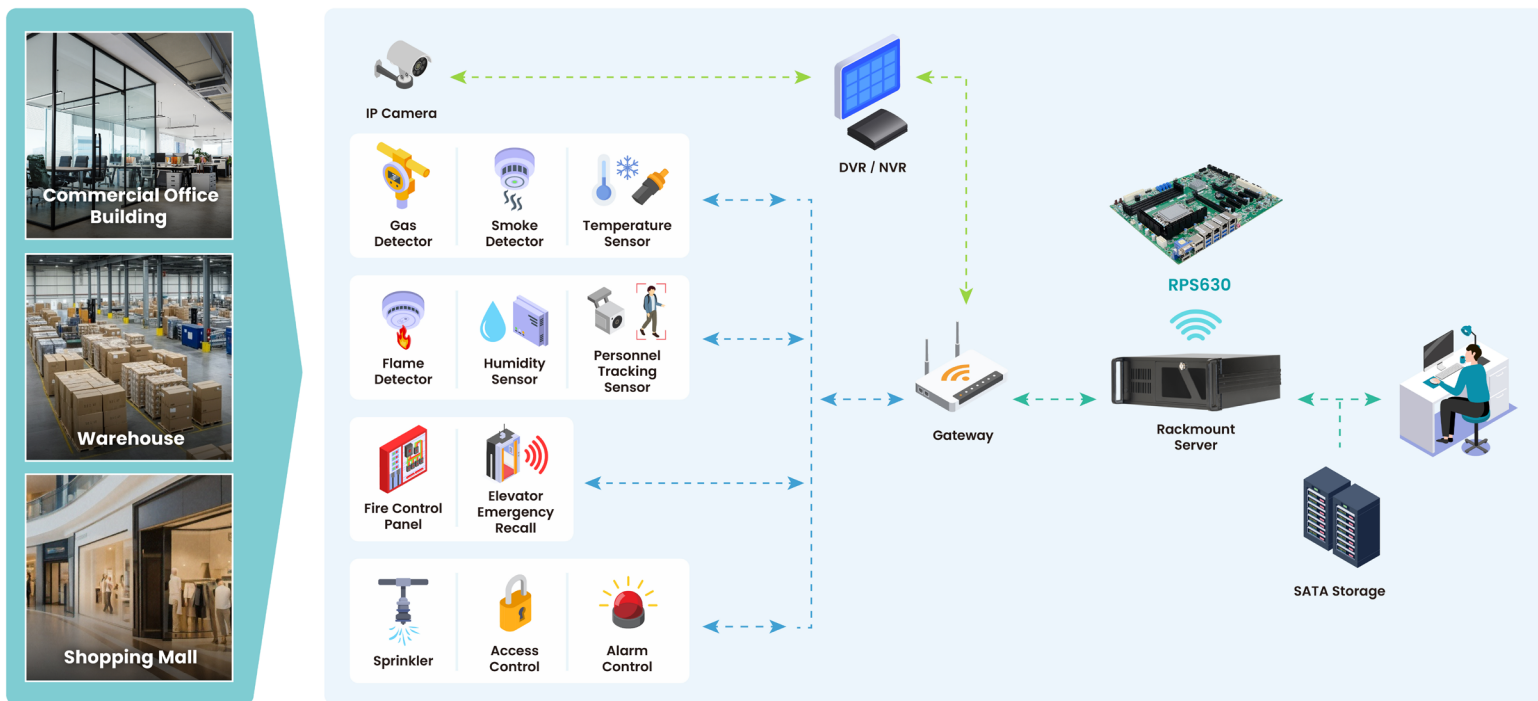 Commercial Office
Building
Warehouse
Shopping Mall
IP Camera
DVR / NVR
Gas
Detector
Smoke
Detector
Temperature
Sensor
Flame
Detector
Humidity
Sensor
Personnel
Tracking
Sensor
Fire Control
Panel
Elevator
Emergency
Recall
Sprinkler
Access
Control
Alarm
Control
Gateway
RPS630
Rackmount
Server
SATA Storage